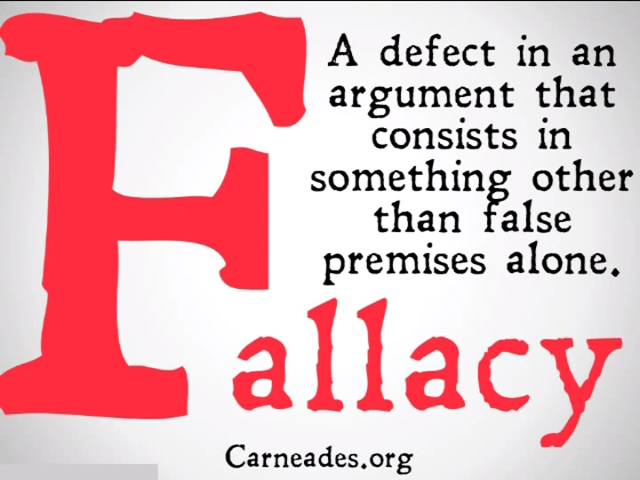 A defect in an
argument that
consists in
something other
than false
premises alone.
Fallacy
Carneades.org